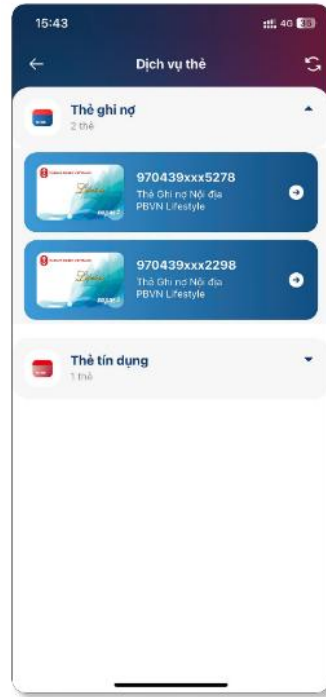 15:43
4G
Dịch vụ thẻ
Thẻ ghi nợ
2 thẻ
970439xxx5278
Thẻ Ghi nợ Nội địa
PBVN Lifestyle
970439xxx2298
Thẻ Ghi nợ Nội địa
PBVN Lifestyle
Thẻ tín dụng
1 thẻ